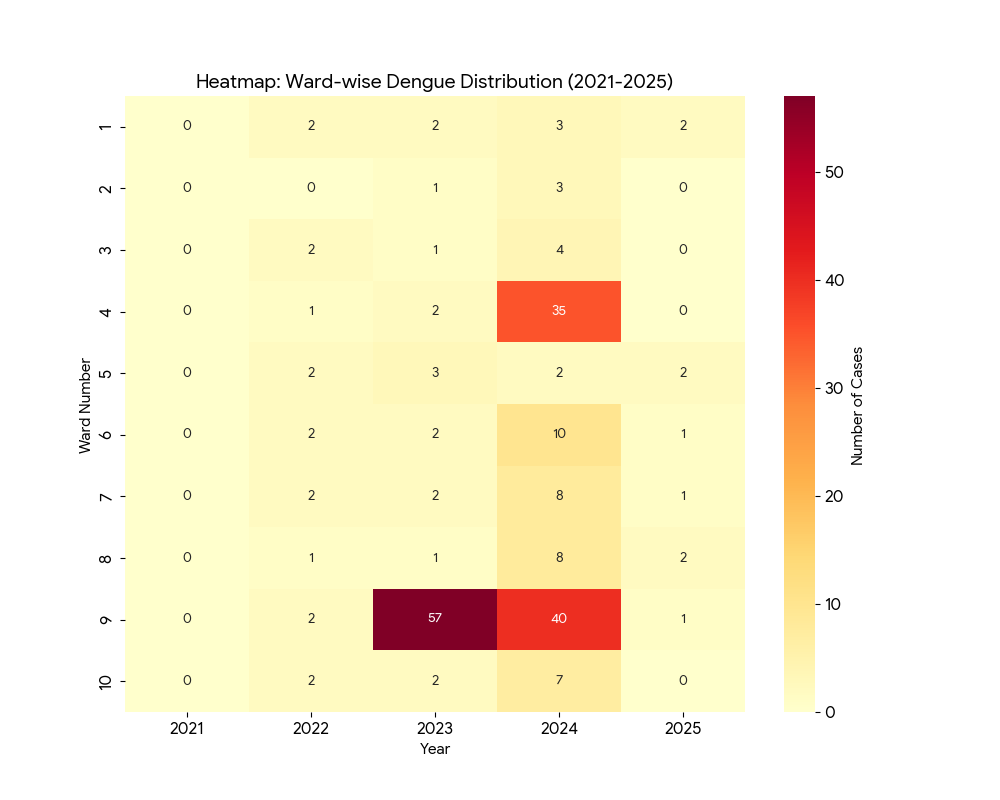 Heatmap: Ward-wise Dengue Distribution (2021-2025)
Ward Number
1 0 2 2 3 2
2 0 0 1 3 0
3 0 2 1 4 0
4 0 1 2 35 0
5 0 2 3 2 2
6 0 2 2 10 1
7 0 2 2 8 1
8 0 1 1 8 2
9 0 2 57 40 1
10 0 2 2 7 0
2021 2022 2023 2024 2025
Year
50
40
30
20
10
0
Number of Cases